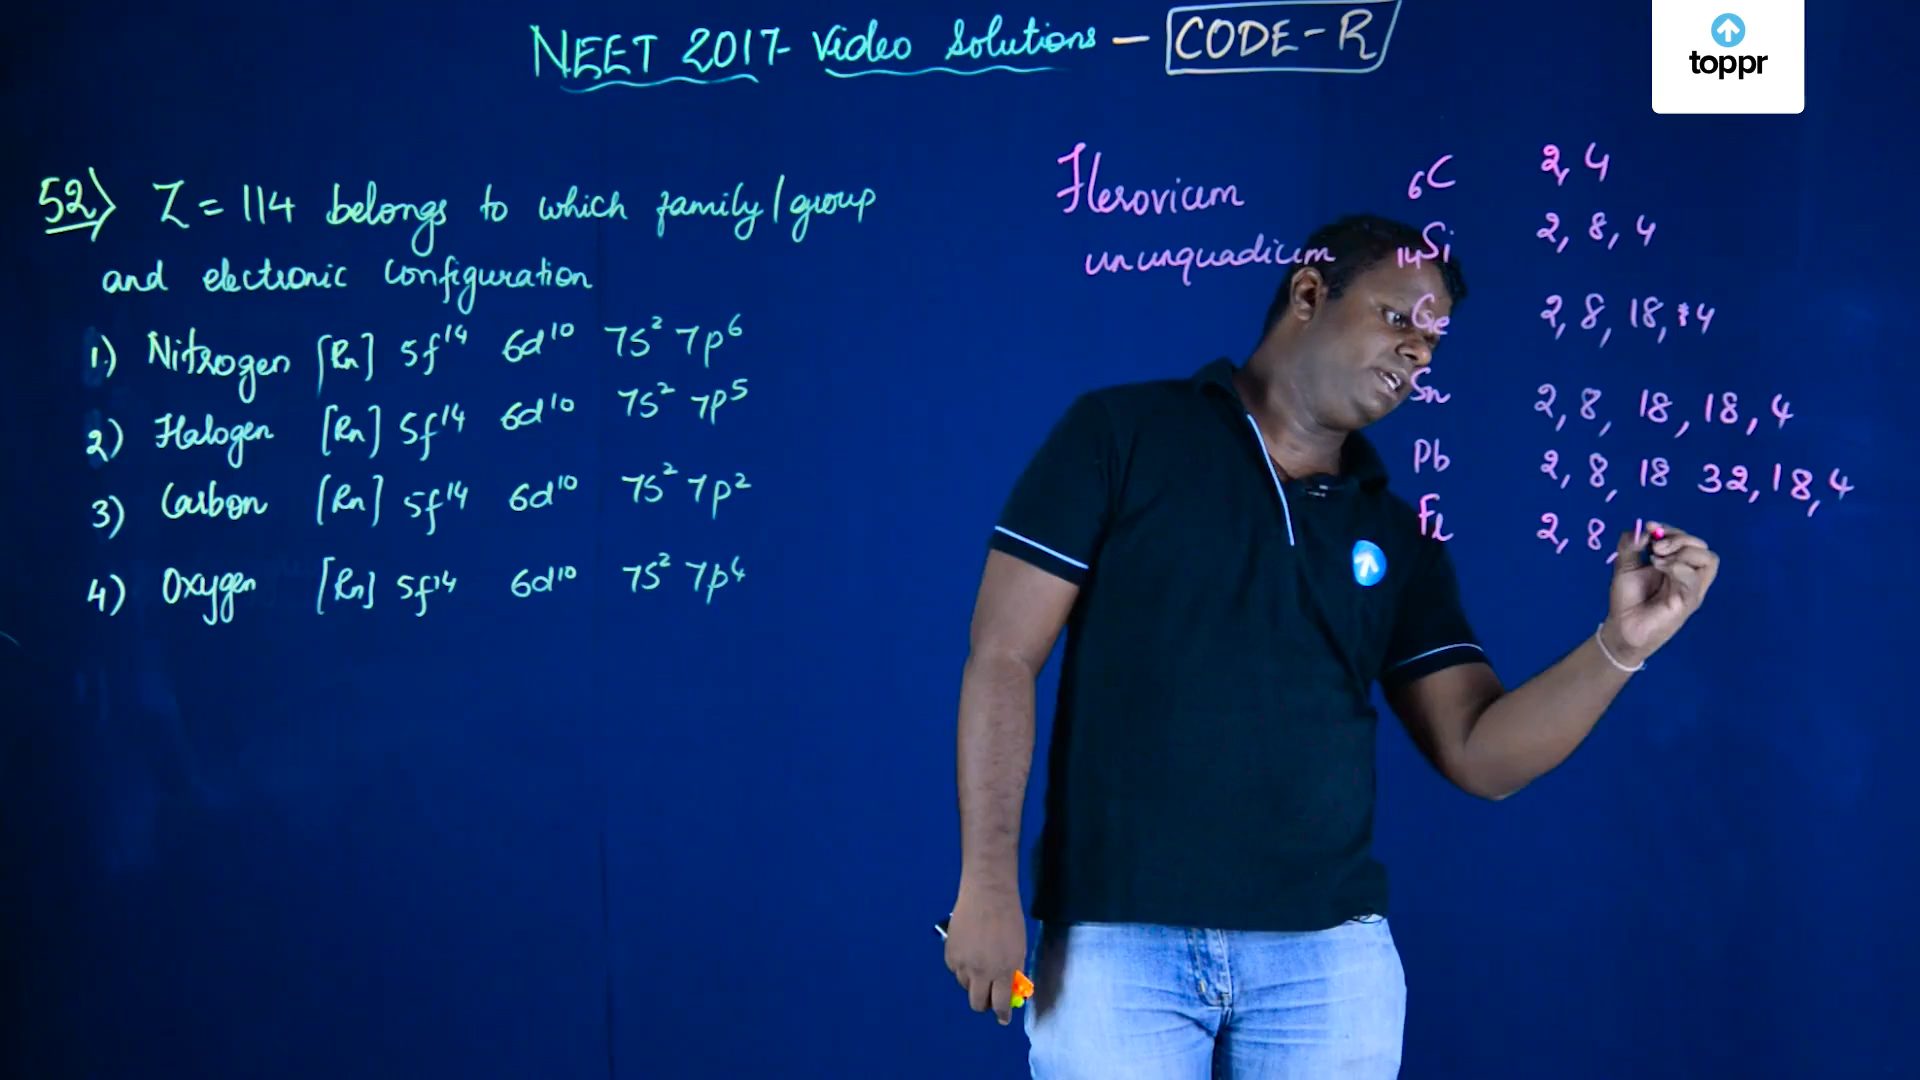 NEET 2017- Video Solutions - CODE-R
toppr
52) Z = 114 belongs to which family/group
and electronic configuration
1) Nitrogen [Rn] 5f¹⁴ 6d¹⁰ 7s² 7p⁶
2) Halogen [Rn] 5f¹⁴ 6d¹⁰ 7s² 7p⁵
3) Carbon [Rn] 5f¹⁴ 6d¹⁰ 7s² 7p²
4) Oxygen [Rn] 5f¹⁴ 6d¹⁰ 7s² 7p⁴
Flerovium
ununquadium
₆C 2, 4
₁₄Si 2, 8, 4
Ge 2, 8, 18, 4
Sn 2, 8, 18, 18, 4
Pb 2, 8, 18 32, 18, 4
Fl 2, 8, 1